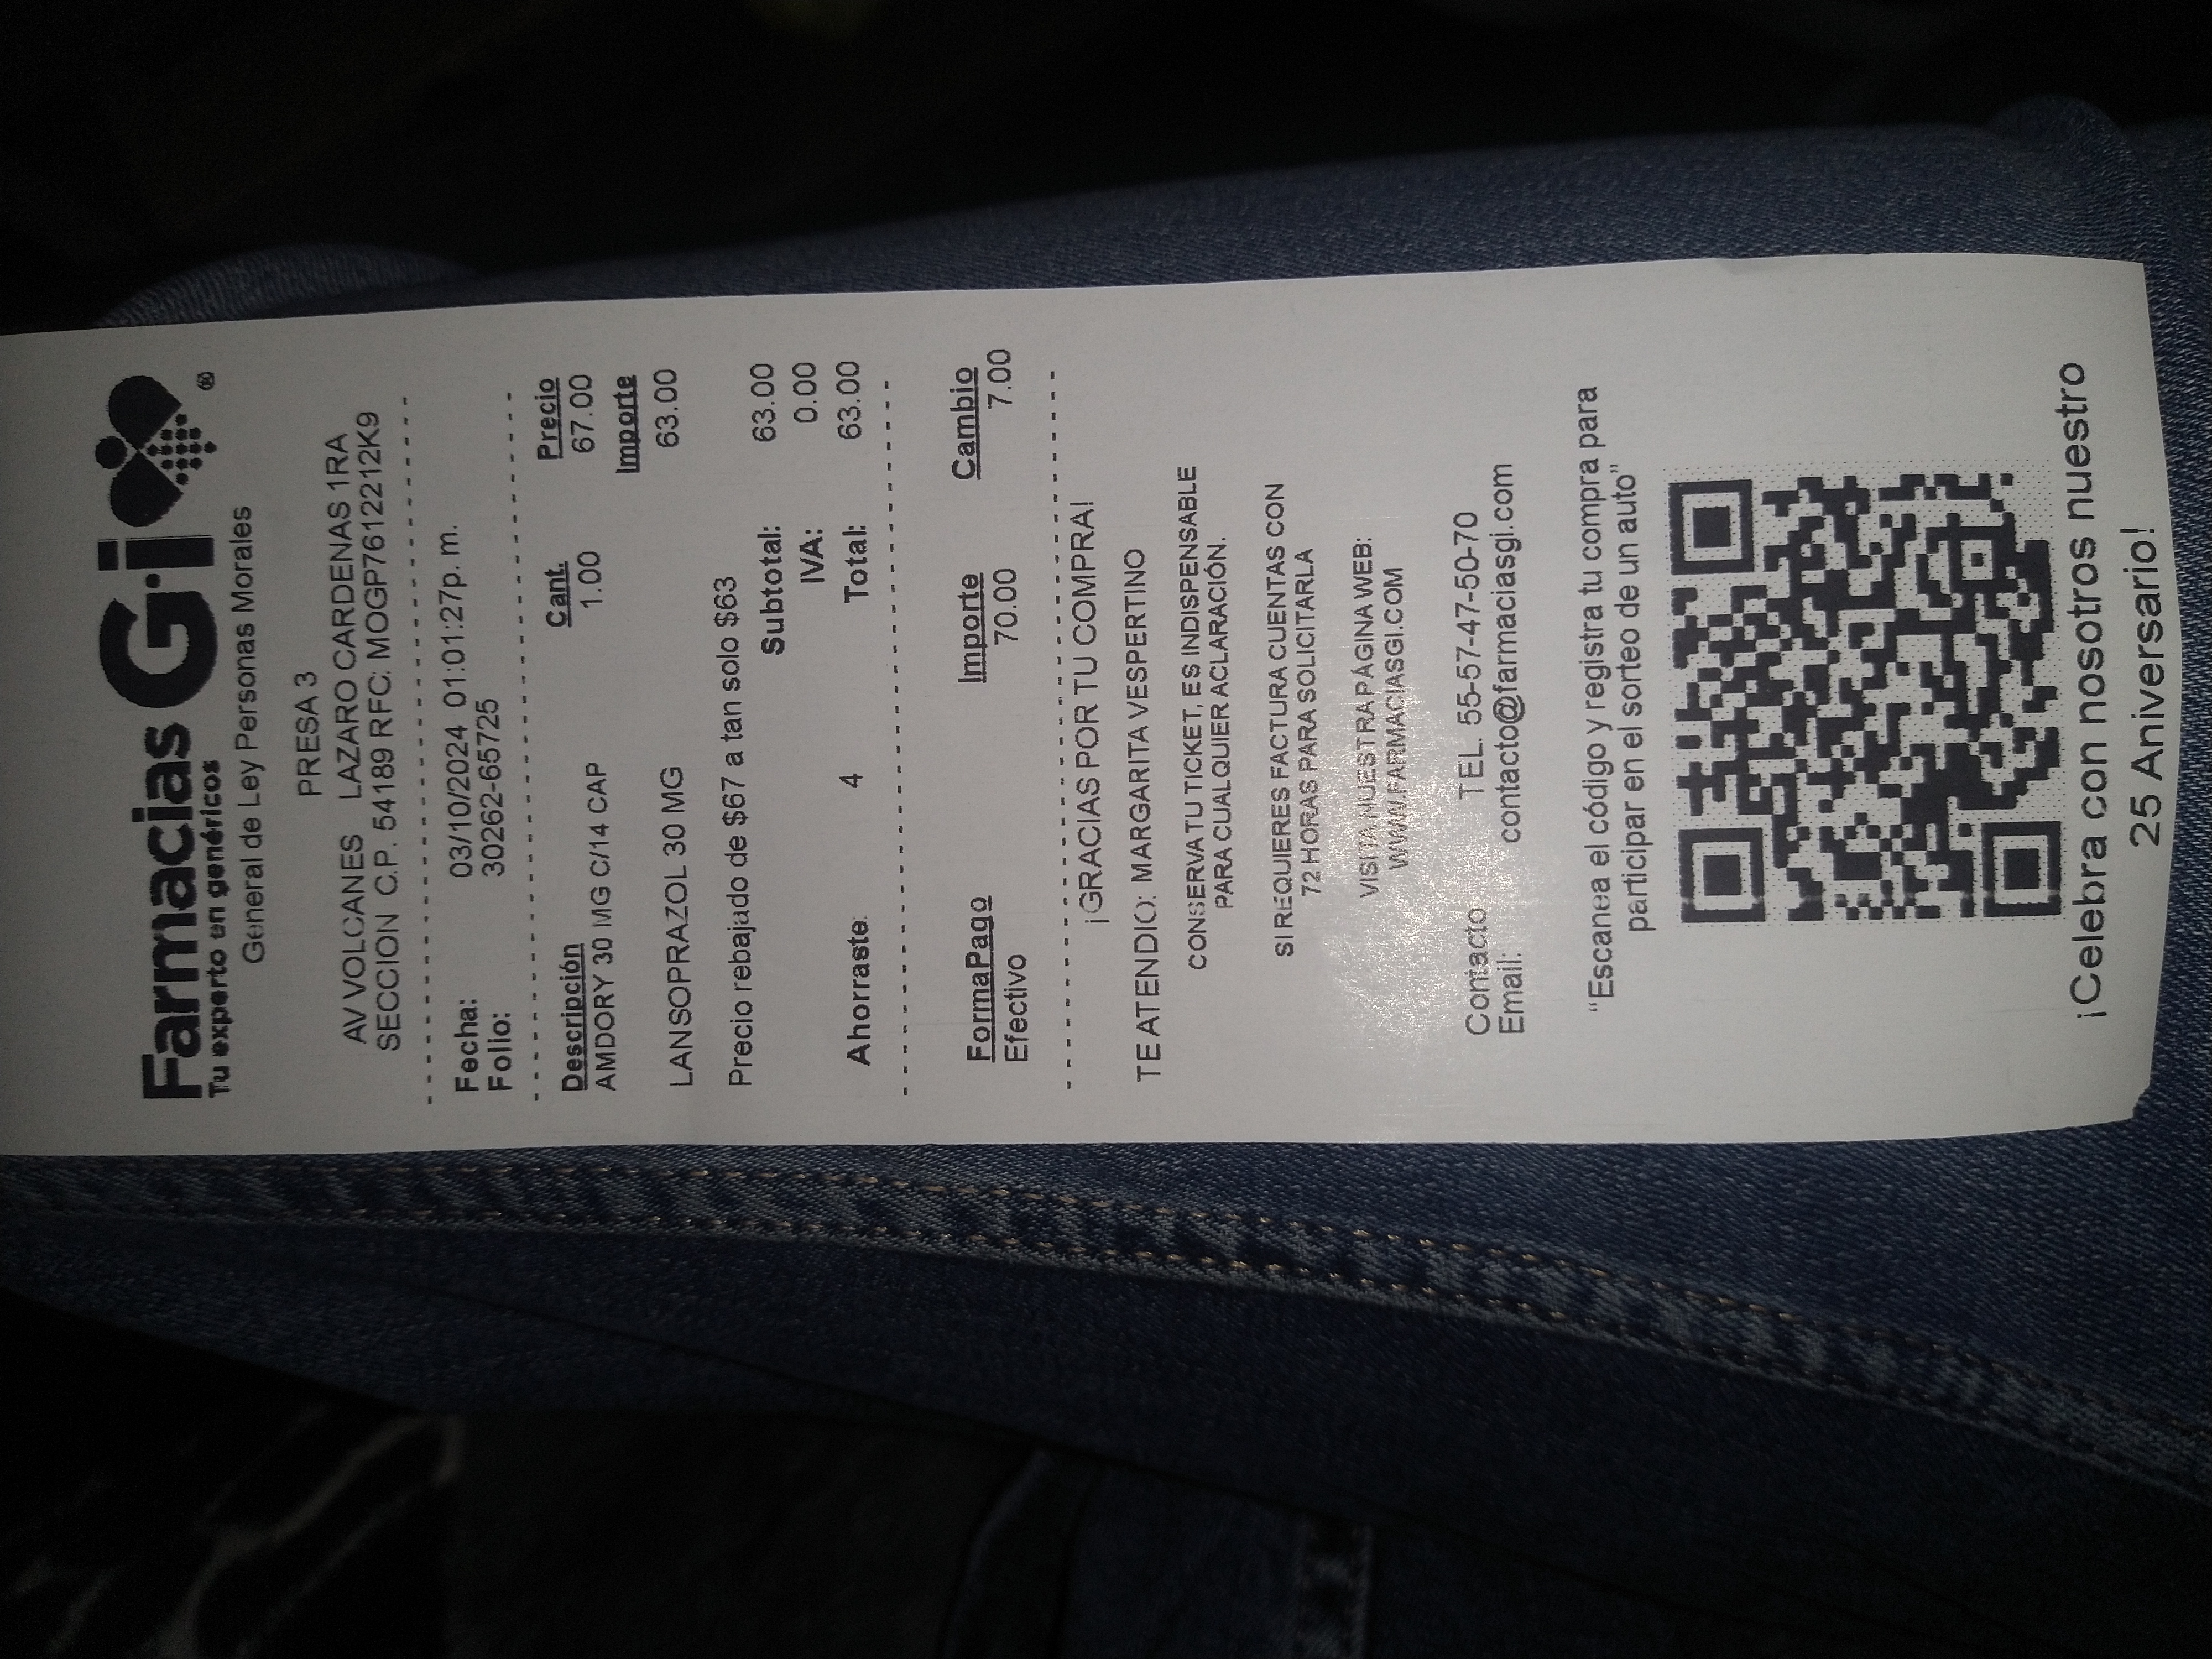 Farmacias Gi ®
Tu experto en genéricos
General de Ley Personas Morales
PRESA 3
AV VOLCANES LAZARO CARDENAS 1RA
SECCION C.P. 54189 RFC: MOGP76122112K9
Fecha: 03/10/2024 01:01:27p. m.
Folio: 30262-65725
Descripción Cant. Precio
AMDORY 30 MG C/14 CAP 1.00 67.00
Importe
LANSOPRAZOL 30 MG 63.00
Precio rebajado de $67 a tan solo $63
Subtotal: 63.00
IVA: 0.00
Ahorraste: 4 Total: 63.00
FormaPago Importe Cambio
Efectivo 70.00 7.00
¡GRACIAS POR TU COMPRA!
TE ATENDIO: MARGARITA VESPERTINO
CONSERVA TU TICKET, ES INDISPENSABLE
PARA CUALQUIER ACLARACIÓN.
SI REQUIERES FACTURA CUENTAS CON
72 HORAS PARA SOLICITARLA
VISITA NUESTRA PÁGINA WEB:
WWW.FARMACIASGI.COM
Contacto TEL. 55-57-47-50-70
Email: contacto@farmaciasgi.com
"Escanea el código y registra tu compra para
participar en el sorteo de un auto"
¡Celebra con nosotros nuestro
25 Aniversario!